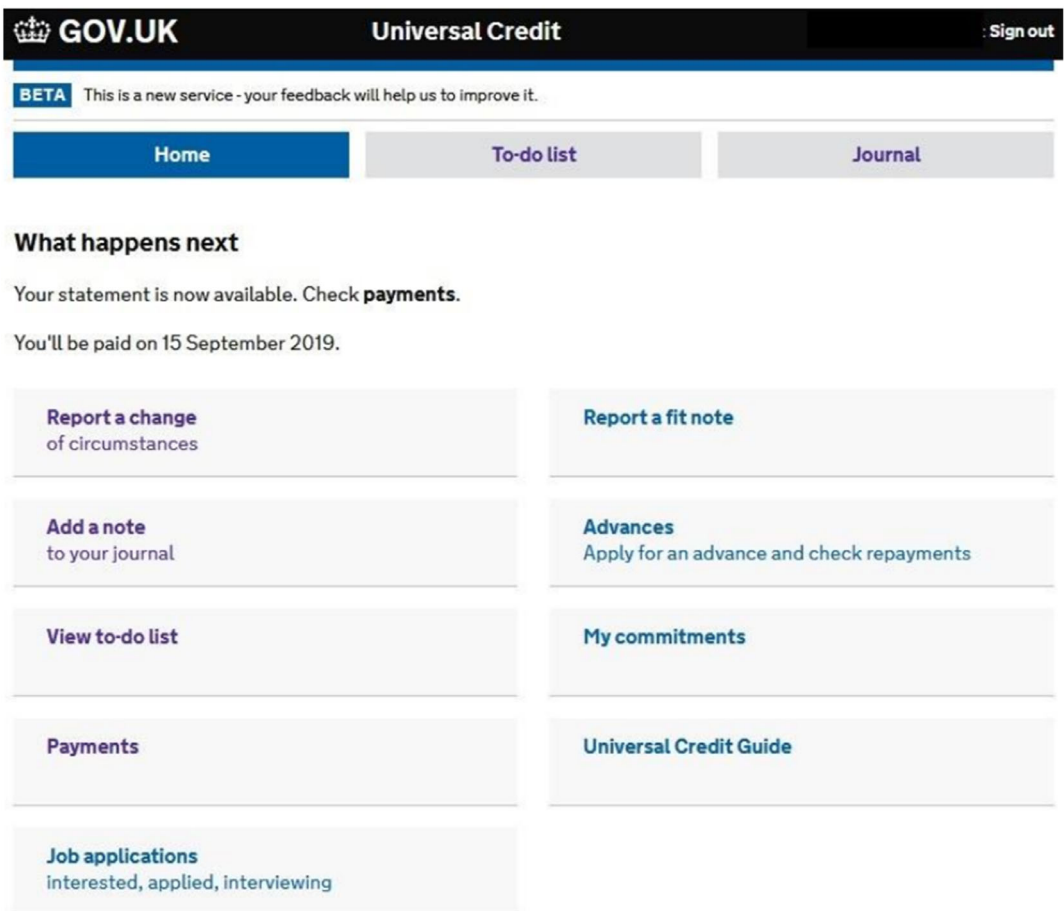 GOV.UK Universal Credit : Sign out
BETA This is a new service - your feedback will help us to improve it.
Home To-do list Journal
What happens next
Your statement is now available. Check payments.
You'll be paid on 15 September 2019.
Report a change
of circumstances
Report a fit note
Add a note
to your journal
Advances
Apply for an advance and check repayments
View to-do list
My commitments
Payments
Universal Credit Guide
Job applications
interested, applied, interviewing